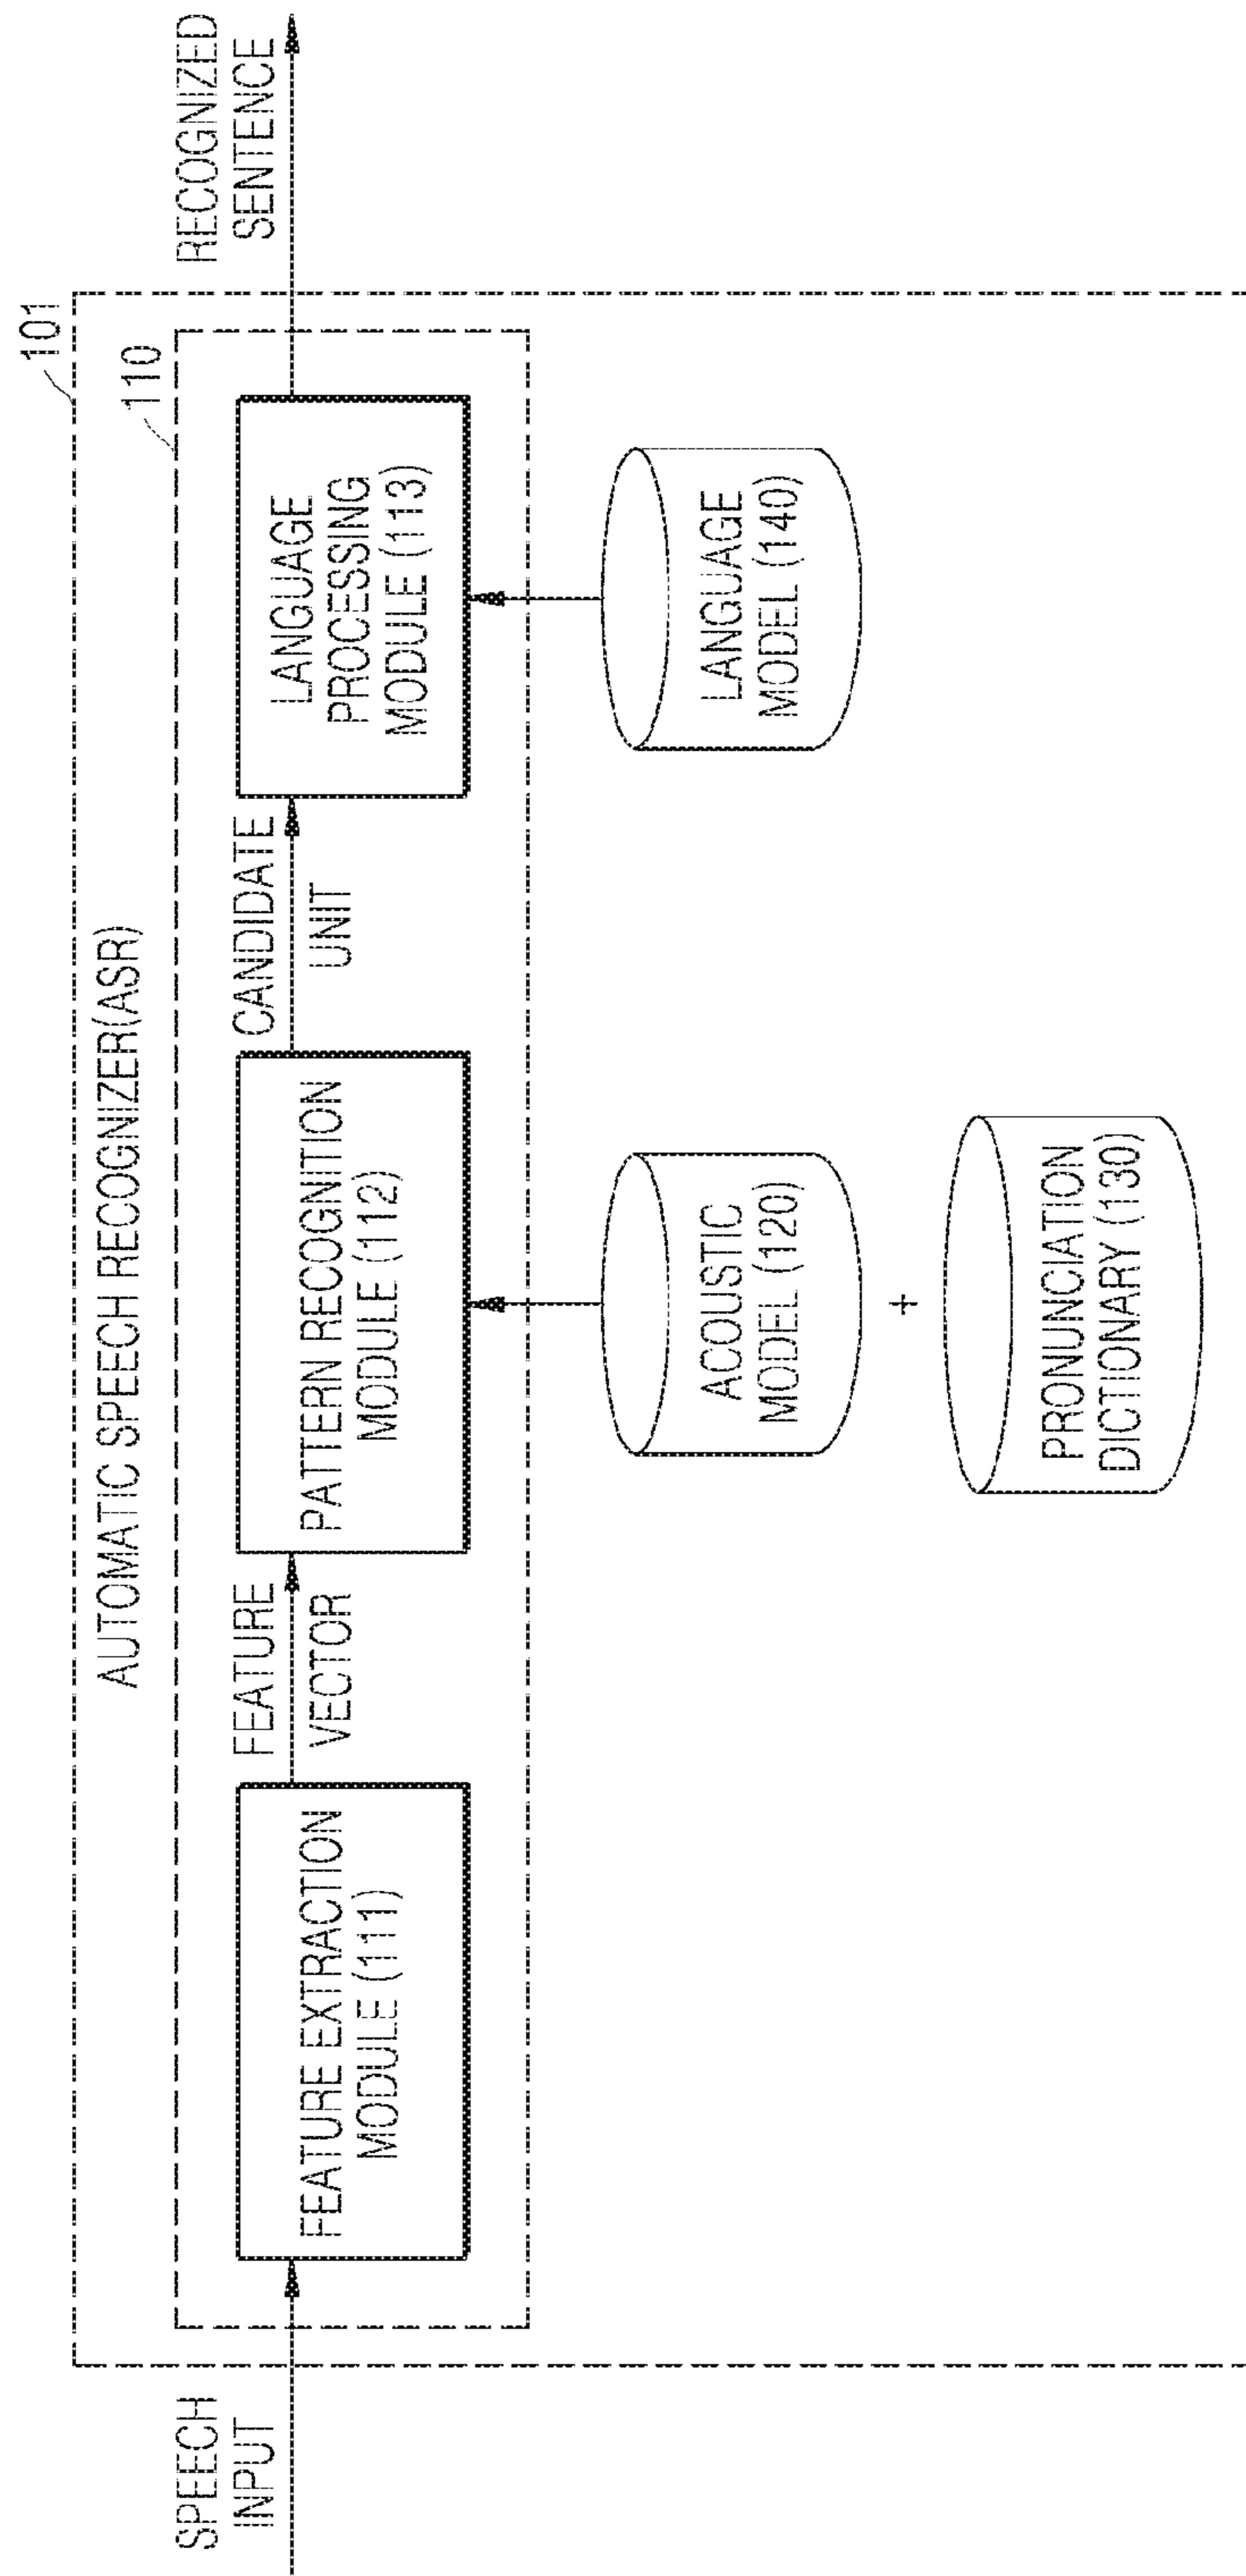 101
AUTOMATIC SPEECH RECOGNIZER(ASR)
110
SPEECH
INPUT
FEATURE EXTRACTION
MODULE (111)
FEATURE
VECTOR
PATTERN RECOGNITION
MODULE (112)
CANDIDATE
UNIT
LANGUAGE
PROCESSING
MODULE (113)
RECOGNIZED
SENTENCE
ACOUSTIC
MODEL (120)
+
PRONUNCIATION
DICTIONARY (130)
LANGUAGE
MODEL (140)